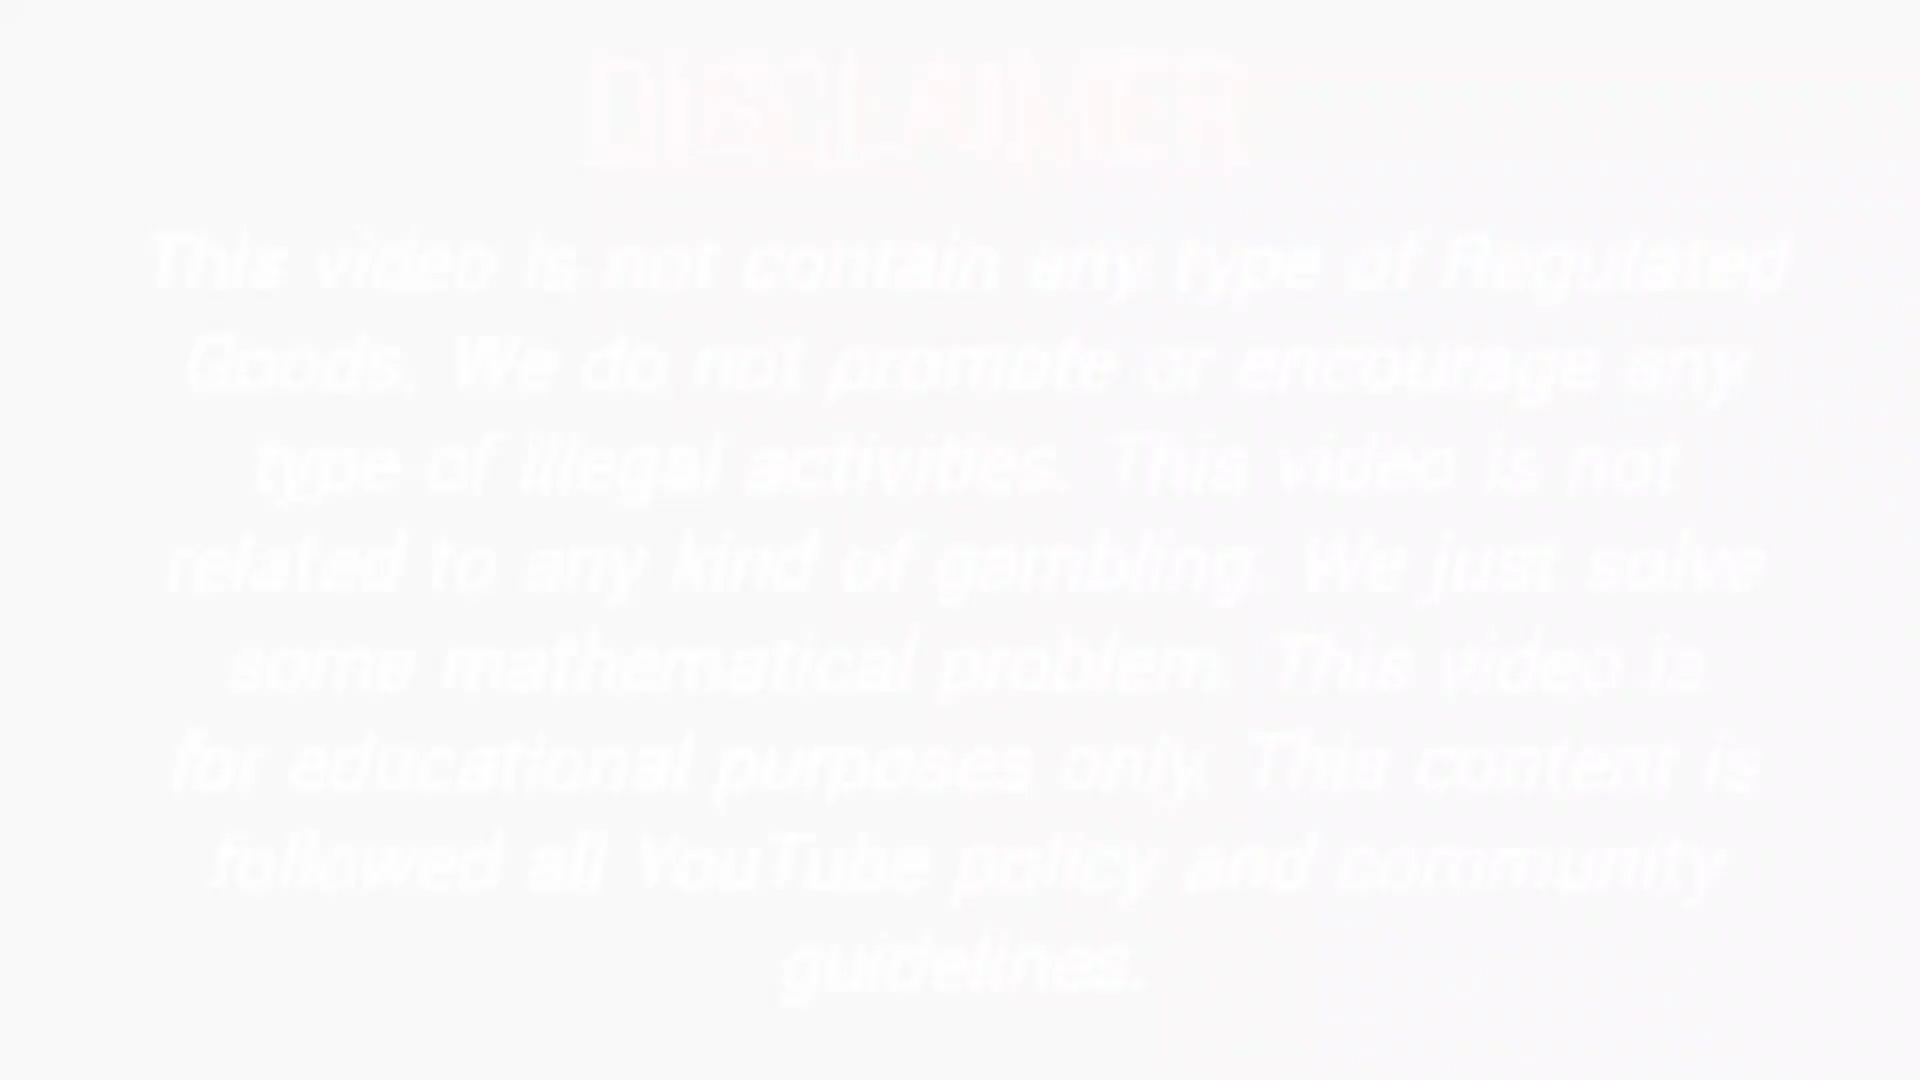 DISCLAIMER
This video is not contain any type of Regulated
Goods. We do not promote or encourage any
type of illegal activities. This video is not
related to any kind of gambling. We just solve
some mathematical problem. This video is
for educational purposes only. This content is
followed all YouTube policy and community
guidelines.